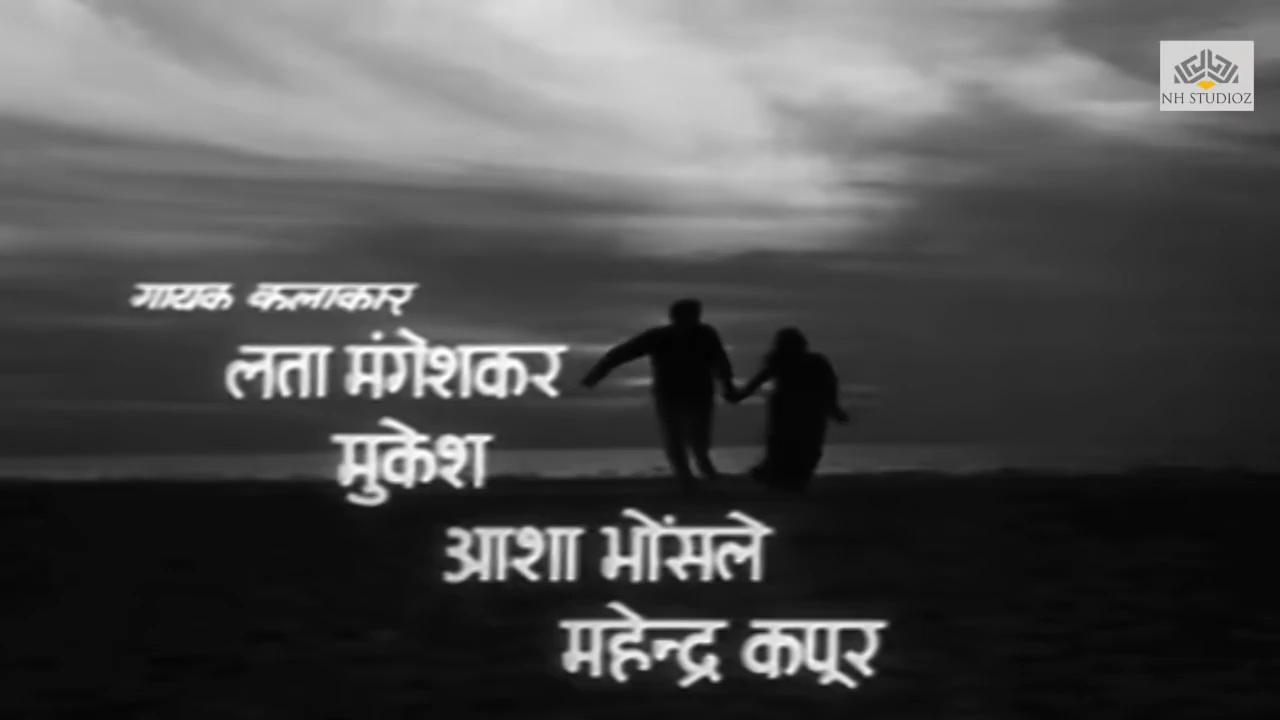 NH STUDIOZ
गायक कलाकार
लता मंगेशकर
मुकेश
आशा भोंसले
महेन्द्र कपूर